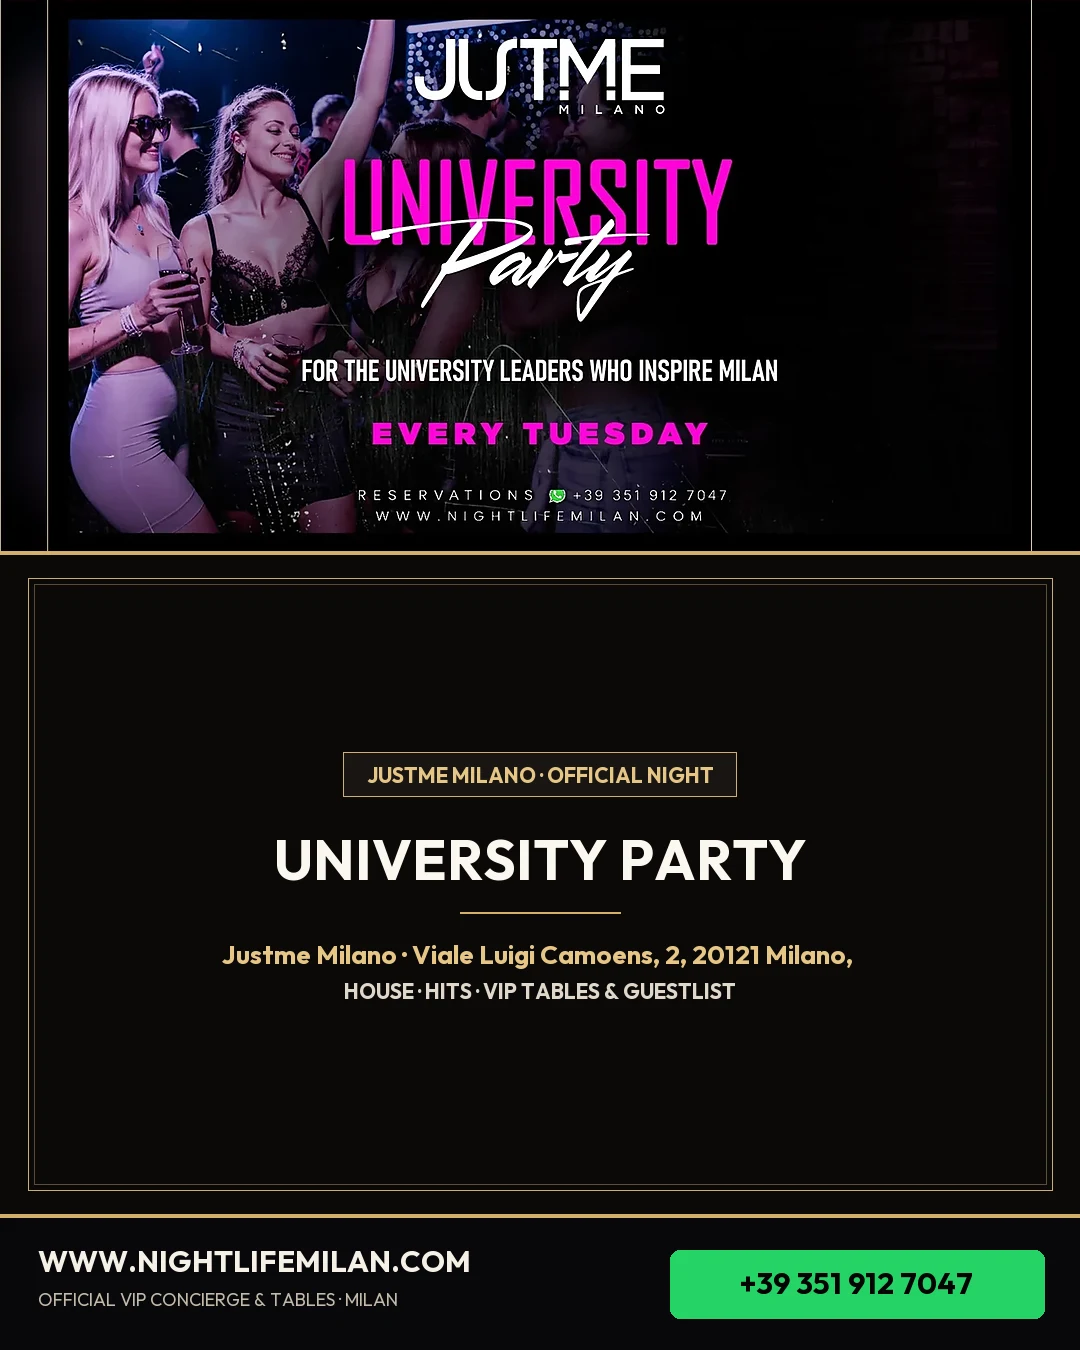 JUSTME
MILANO
UNIVERSITY
Party
FOR THE UNIVERSITY LEADERS WHO INSPIRE MILAN
EVERY TUESDAY
RESERVATIONS +39 351 912 7047
WWW.NIGHTLIFEMILAN.COM
JUSTME MILANO · OFFICIAL NIGHT
UNIVERSITY PARTY
Justme Milano · Viale Luigi Camoens, 2, 20121 Milano,
HOUSE · HITS · VIP TABLES & GUESTLIST
WWW.NIGHTLIFEMILAN.COM
OFFICIAL VIP CONCIERGE & TABLES · MILAN
+39 351 912 7047